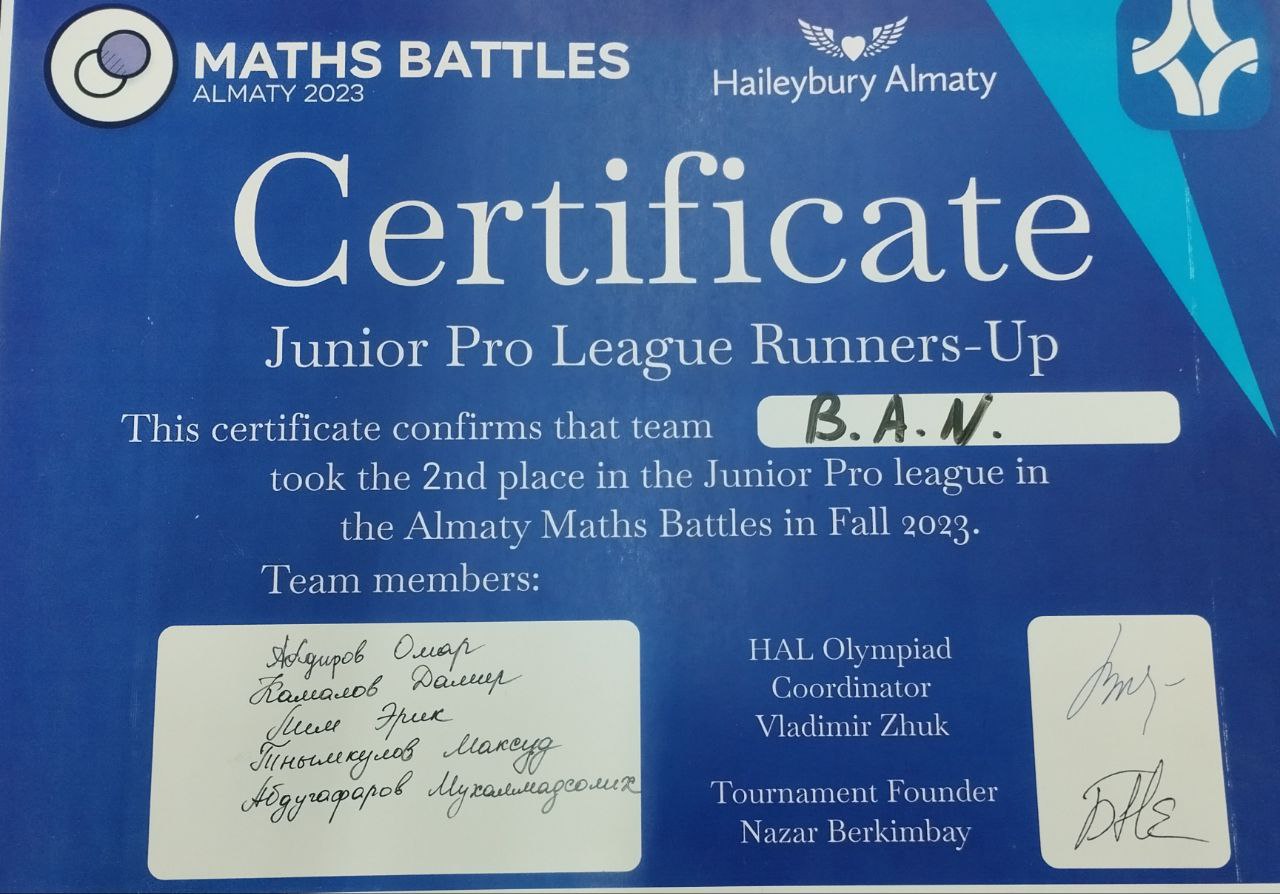 MATHS BATTLES
ALMATY 2023
Haileybury Almaty
Certificate
Junior Pro League Runners-Up
This certificate confirms that team B.A.N.
took the 2nd place in the Junior Pro league in
the Almaty Maths Battles in Fall 2023.
Team members:
Абдиров Омар
Камалов Дамир
Лим Эрик
Тнымкулов Максуд
Абдугафаров Мухаммадсолих
HAL Olympiad
Coordinator
Vladimir Zhuk
Tournament Founder
Nazar Berkimbay